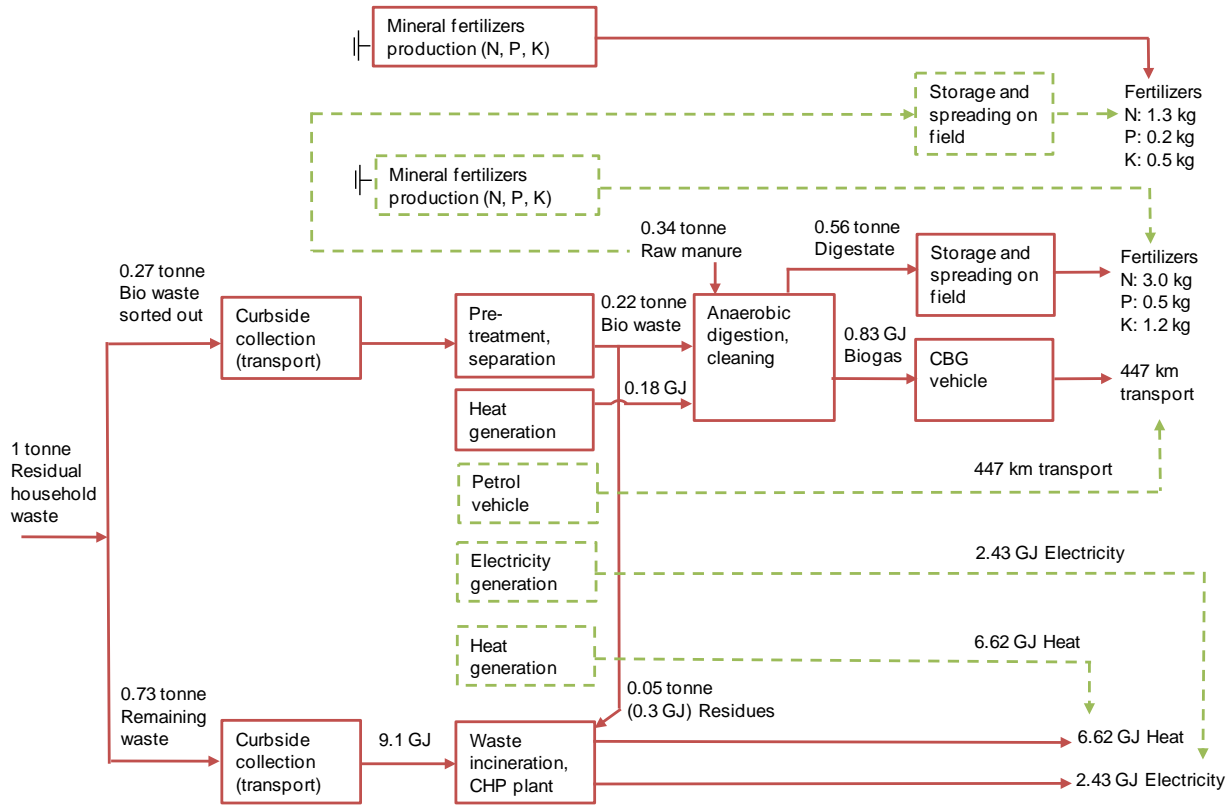 Mineral fertilizers
production (N, P, K)
Storage and
spreading on
field
Fertilizers
N: 1.3 kg
P: 0.2 kg
K: 0.5 kg
Mineral fertilizers
production (N, P, K)
0.34 tonne
Raw manure
0.56 tonne
Digestate
Storage and
spreading on
field
Fertilizers
N: 3.0 kg
P: 0.5 kg
K: 1.2 kg
0.27 tonne
Bio waste
sorted out
Curbside
collection
(transport)
Pre-
treatment,
separation
0.22 tonne
Bio waste
Anaerobic
digestion,
cleaning
0.83 GJ
Biogas
CBG
vehicle
447 km
transport
Heat
generation
0.18 GJ
1 tonne
Residual
household
waste
Petrol
vehicle
447 km transport
Electricity
generation
2.43 GJ Electricity
Heat
generation
6.62 GJ Heat
0.73 tonne
Remaining
waste
Curbside
collection
(transport)
9.1 GJ
Waste
incineration,
CHP plant
0.05 tonne
(0.3 GJ) Residues
6.62 GJ Heat
2.43 GJ Electricity